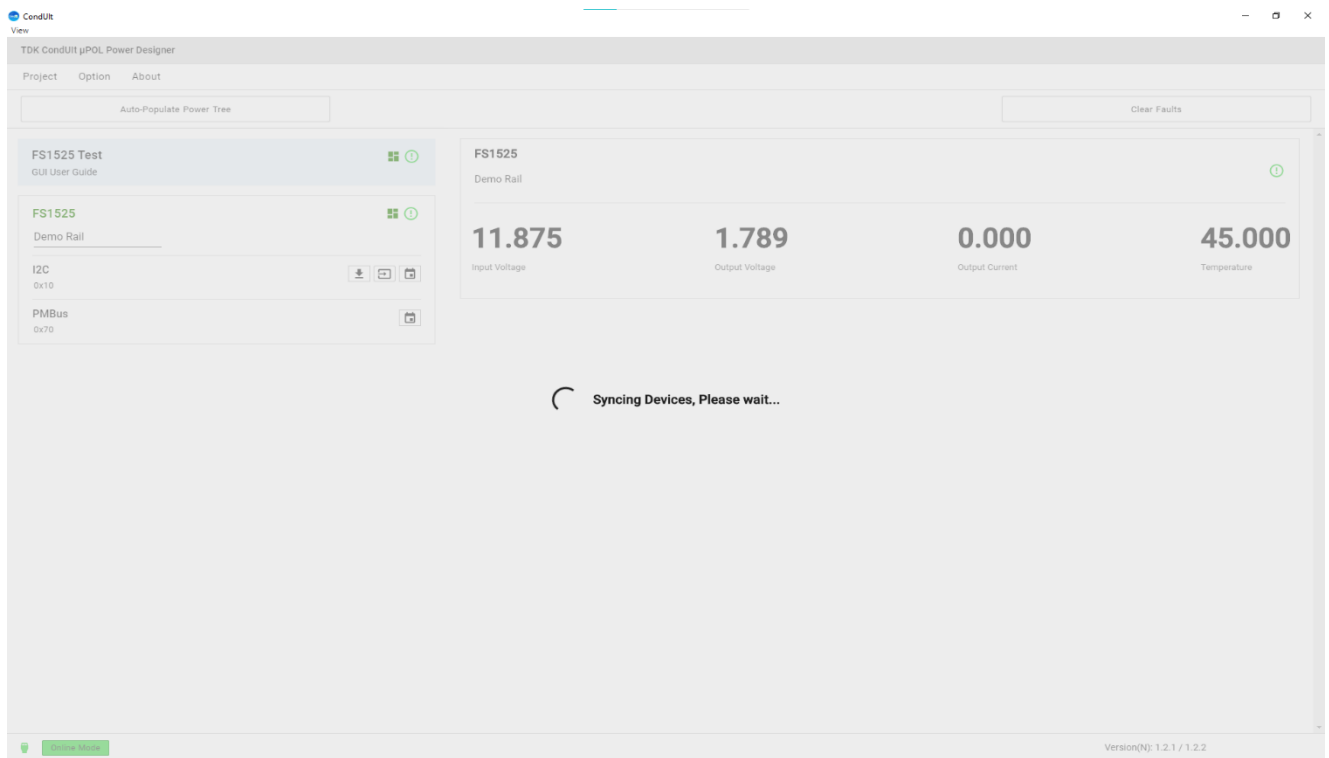 CondUIt
View
TDK CondUIt µPOL Power Designer
Project Option About
Auto-Populate Power Tree
Clear Faults
FS1525 Test
GUI User Guide
FS1525
Demo Rail
I2C
0x10
PMBus
0x70
FS1525
Demo Rail
11.875 1.789 0.000 45.000
Input Voltage Output Voltage Output Current Temperature
Syncing Devices, Please wait...
Online Mode
Version(N): 1.2.1 / 1.2.2